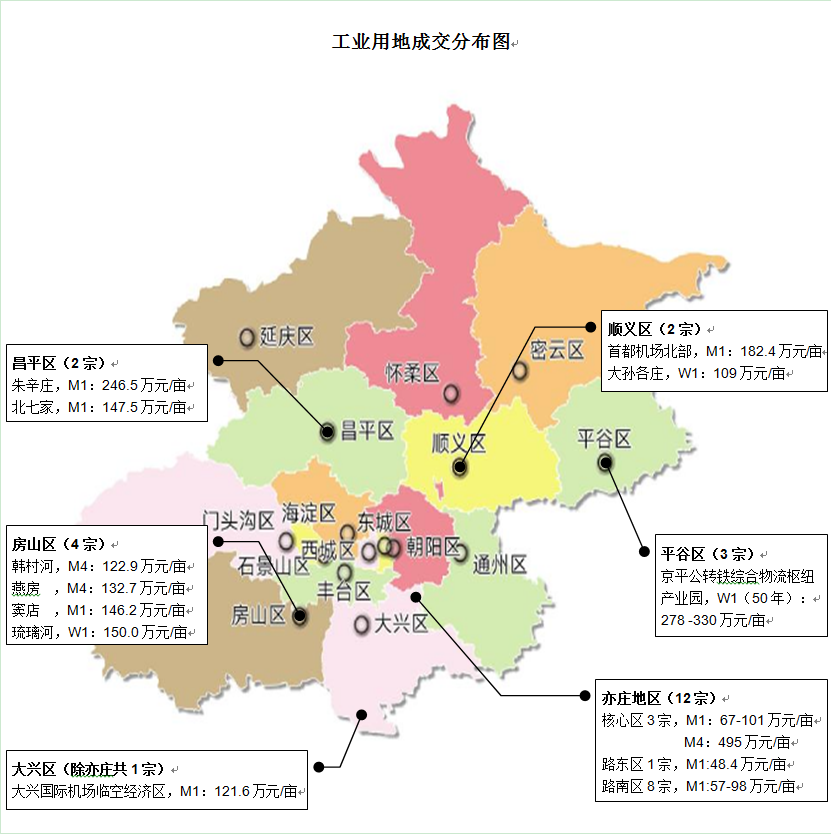 工业用地成交分布图
延庆区
怀柔区
密云区
昌平区
顺义区
平谷区
门头沟区
海淀区
东城区
西城区
朝阳区
石景山区
通州区
丰台区
房山区
大兴区
昌平区（2宗）
朱辛庄，M1：246.5万元/亩
北七家，M1：147.5万元/亩
顺义区（2宗）
首都机场北部，M1：182.4万元/亩
大孙各庄，W1：109万元/亩
房山区（4宗）
韩村河，M4：122.9万元/亩
燕房　，M4：132.7万元/亩
窦店　，M1：146.2万元/亩
琉璃河，W1：150.0万元/亩
平谷区（3宗）
京平公转铁综合物流枢纽
产业园，W1（50年）：
278 -330万元/亩
亦庄地区（12宗）
核心区3宗，M1：67-101万元/亩
M4：495万元/亩
路东区1宗，M1:48.4万元/亩
路南区8宗，M1:57-98万元/亩
大兴区（除亦庄共1宗）
大兴国际机场临空经济区，M1：121.6万元/亩